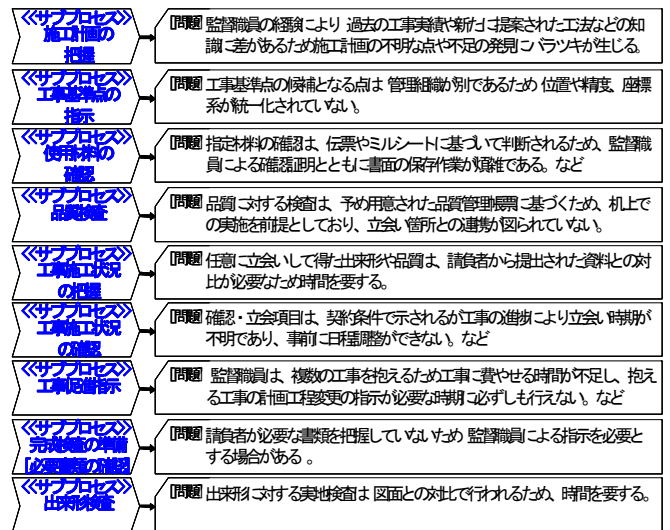 ≪サブプロセス≫
施工計画の
把握
[問題] 監督職員の経験により 過去の工事実績や新たに提案された工法などの知
識に差があるため施工計画の不明な点や不足の発見にバラツキが生じる。
≪サブプロセス≫
工事基準点の
指示
[問題] 工事基準点の候補となる点は 管理組織が別であるため 位置や精度、座標
系が統一化されていない。
≪サブプロセス≫
使用材料の
確認
[問題] 指定材料の確認は、伝票やミルシートに基づいて判断されるため、監督職
員による確認証明とともに書面の保存作業が煩雑である。など
≪サブプロセス≫
品質検査
[問題] 品質に対する検査は、予め用意された品質管理帳票に基づくため、机上で
の実施を前提としており、立会い箇所との連携が図られていない。
≪サブプロセス≫
工事施工状況
の把握
[問題] 任意に立会いして得た出来形や品質は、請負者から提出された資料との対
比が必要なため時間を要する。
≪サブプロセス≫
工事施工状況
の確認
[問題] 確認・立会項目は、契約条件で示されるが工事の進捗により立会い時期が
不明であり、事前に日程調整ができない。など
≪サブプロセス≫
工事促進指示
[問題] 監督職員は、複数の工事を抱えるため工事に費やせる時間が不足し、抱え
る工事の計画工程変更の指示が必要な時期に必ずしも行えない。など
≪サブプロセス≫
完成検査の準備
[必要書類の確認]
[問題] 請負者が必要な書類を把握していないため 監督職員による指示を必要と
する場合がある 。
≪サブプロセス≫
出来形検査
[問題] 出来形に対する実地検査は 図面との対比で行われるため、時間を要する。